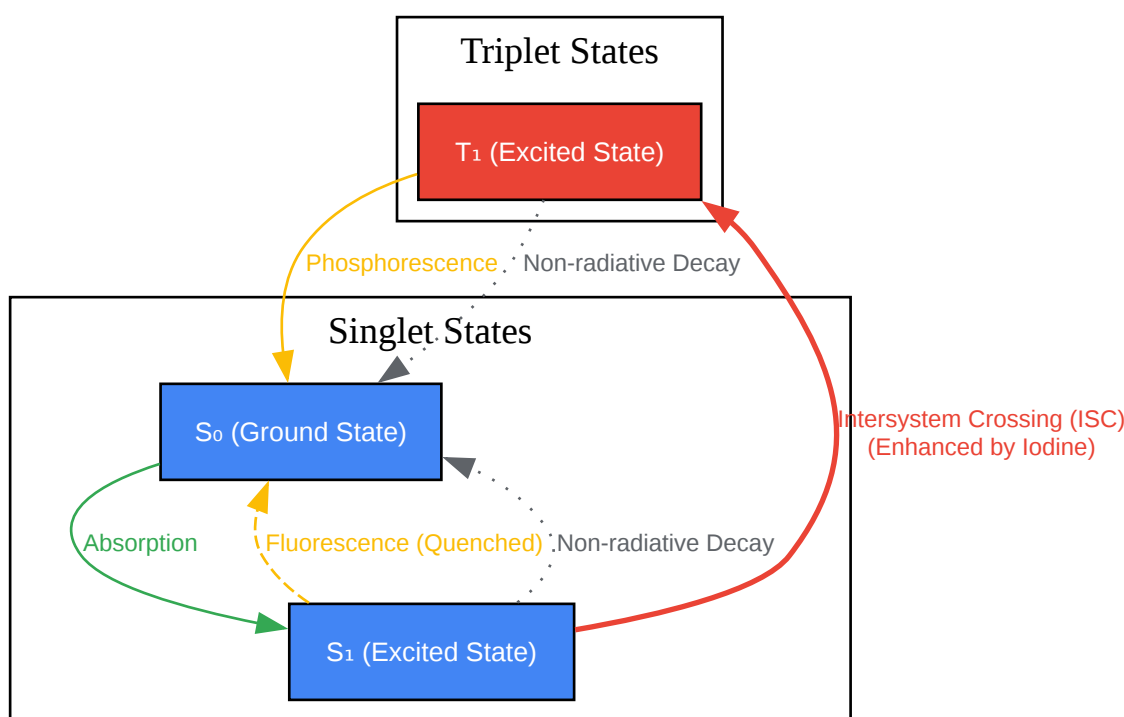 Triplet States
T₁ (Excited State)
Phosphorescence
Non-radiative Decay
Singlet States
S₀ (Ground State)
Intersystem Crossing (ISC)
(Enhanced by Iodine)
Absorption
Fluorescence (Quenched)
Non-radiative Decay
S₁ (Excited State)